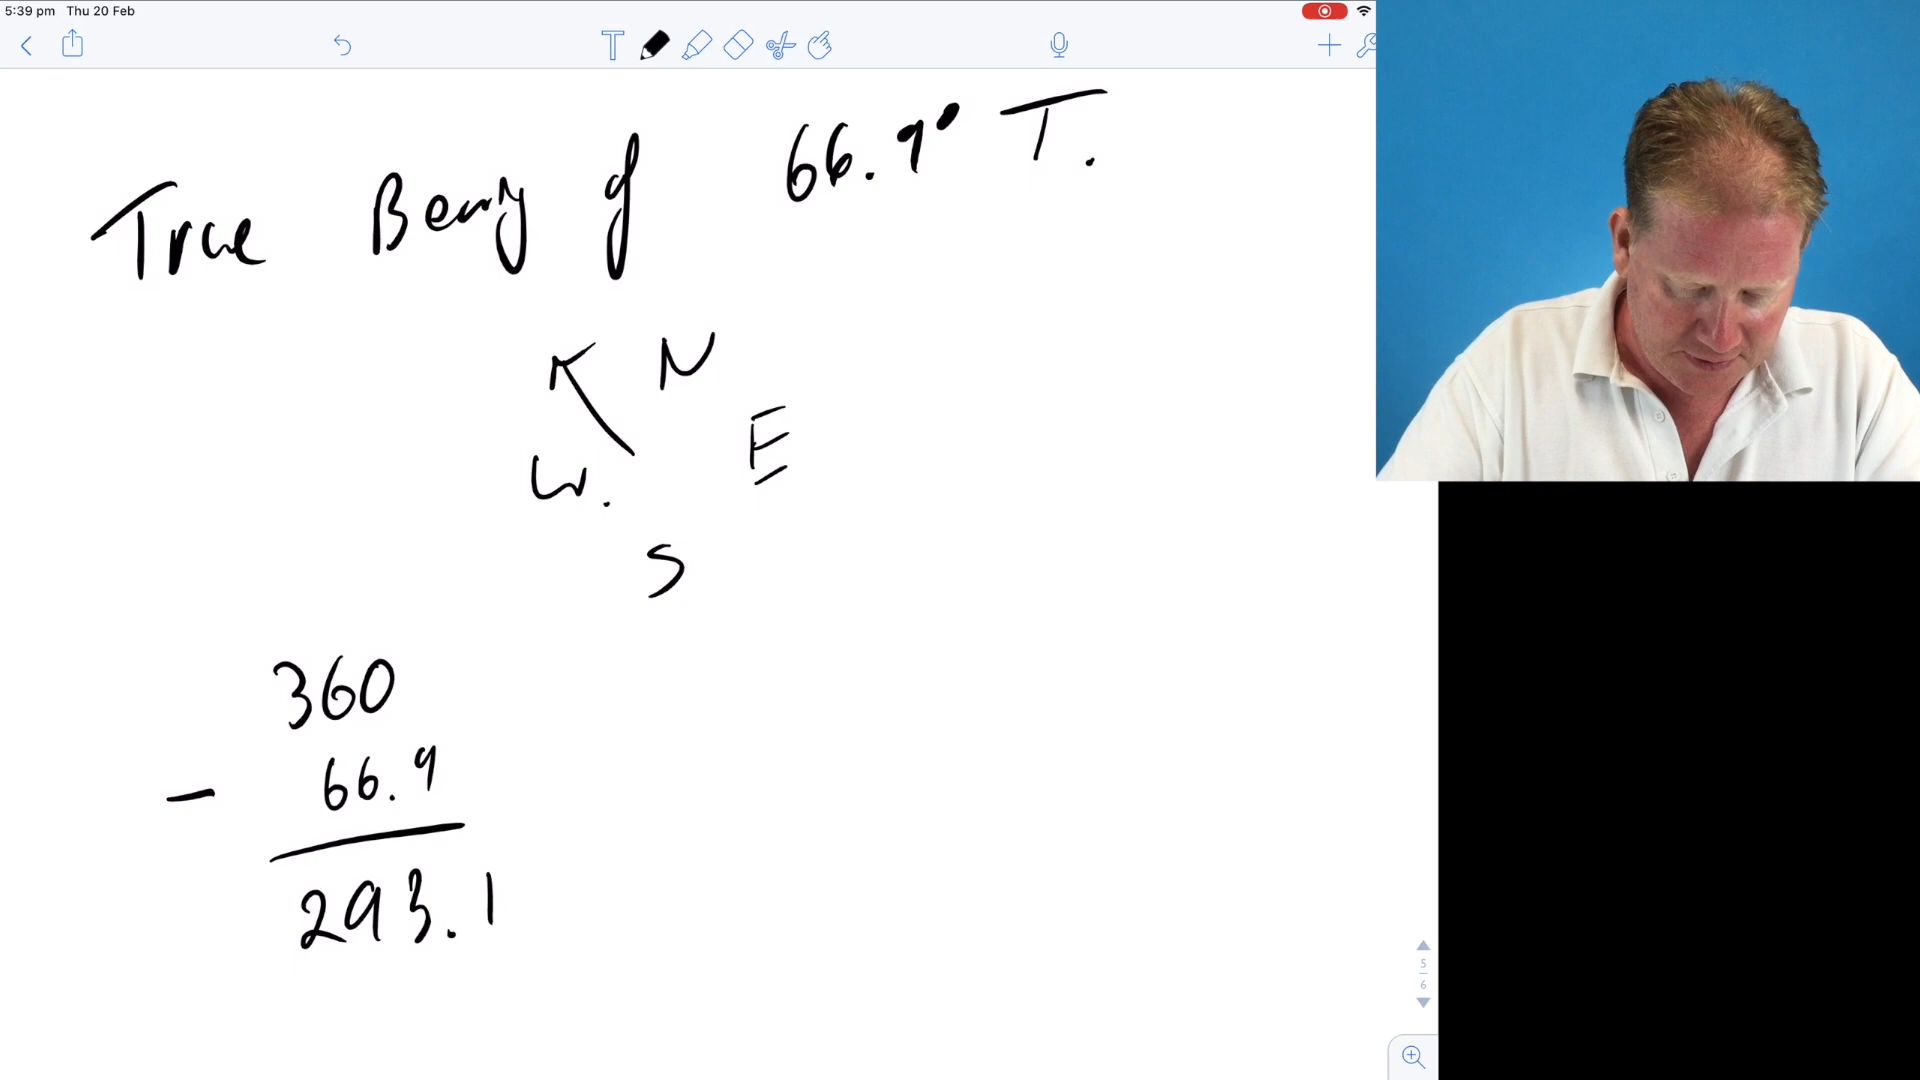 5:39 pm Thu 20 Feb
T
True Bearing of 66.9° T.
N
E
W.
S
360
- 66.9
293.1
5
6